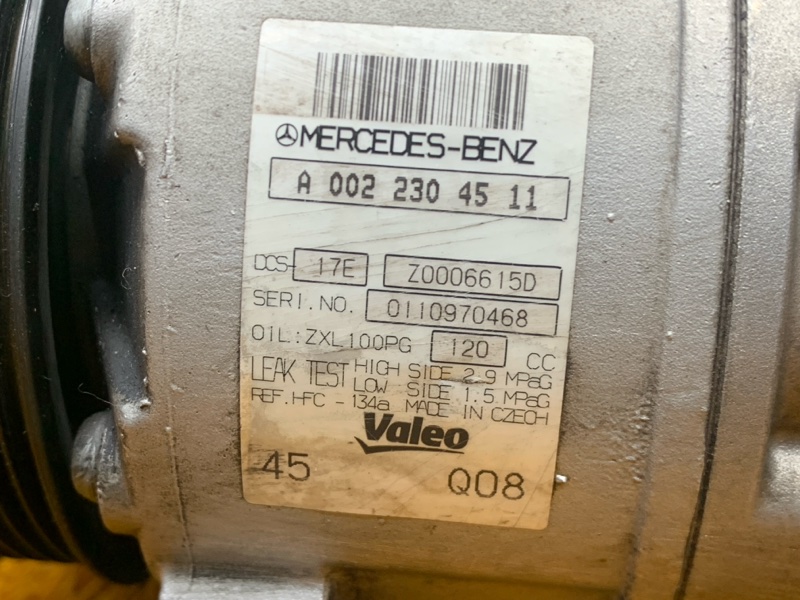 MERCEDES-BENZ
A 002 230 45 11
DCS- 17E Z0006615D
SERI.NO. 0110970468
OIL:ZXL100PG 120 CC
LEAK TEST HIGH SIDE 2.9 MPaG
LOW SIDE 1.5 MPaG
REF.HFC - 134a MADE IN CZECH
Valeo
45 Q08